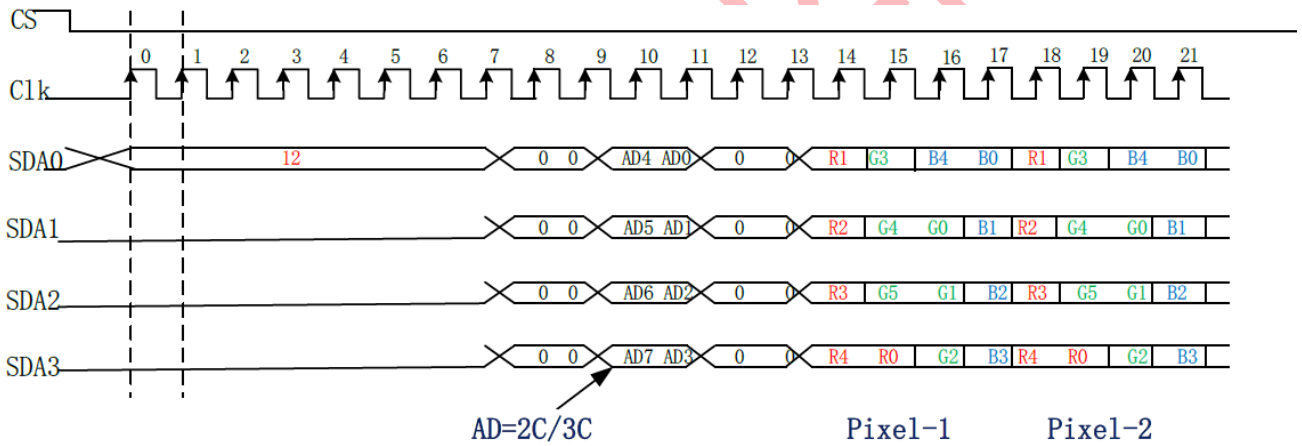 CS
0 1 2 3 4 5 6 7 8 9 10 11 12 13 14 15 16 17 18 19 20 21
Clk
SDA0 12 0 0 AD4 AD0 0 0 R1 G3 B4 B0 R1 G3 B4 B0
SDA1 0 0 AD5 AD1 0 0 R2 G4 G0 B1 R2 G4 G0 B1
SDA2 0 0 AD6 AD2 0 0 R3 G5 G1 B2 R3 G5 G1 B2
SDA3 0 0 AD7 AD3 0 0 R4 R0 G2 B3 R4 R0 G2 B3
AD=2C/3C Pixel-1 Pixel-2